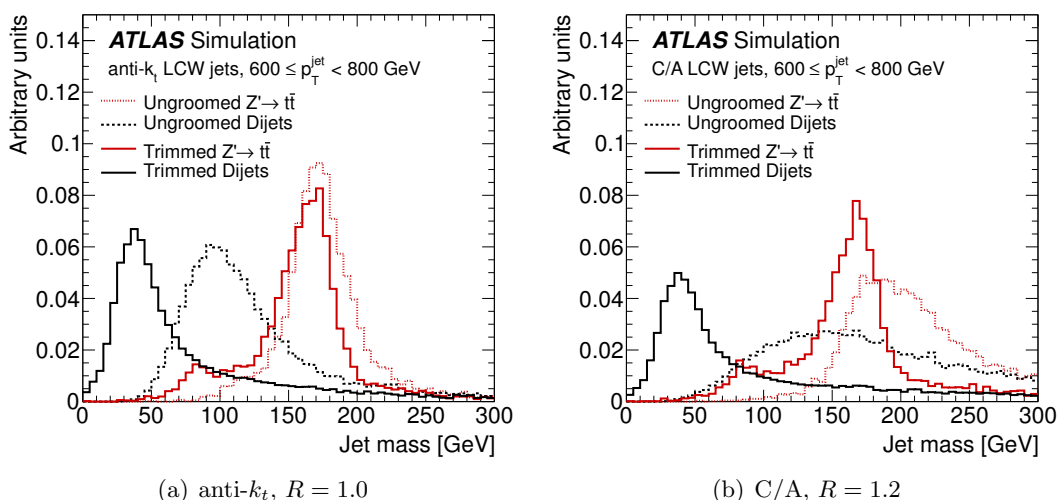 Arbitrary units
0.14
0.12
0.1
0.08
0.06
0.04
0.02
0
ATLAS Simulation
anti-k_t LCW jets, 600 ≤ p_T^jet < 800 GeV
Ungroomed Z'→ tt̄
Ungroomed Dijets
Trimmed Z'→ tt̄
Trimmed Dijets
0 50 100 150 200 250 300
Jet mass [GeV]
(a) anti-k_t, R = 1.0
Arbitrary units
0.14
0.12
0.1
0.08
0.06
0.04
0.02
0
ATLAS Simulation
C/A LCW jets, 600 ≤ p_T^jet < 800 GeV
Ungroomed Z'→ tt̄
Ungroomed Dijets
Trimmed Z'→ tt̄
Trimmed Dijets
0 50 100 150 200 250 300
Jet mass [GeV]
(b) C/A, R = 1.2